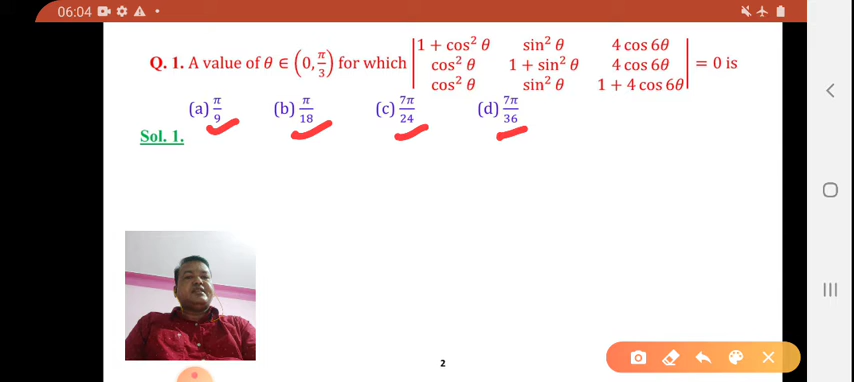 06:04
Q. 1. A value of θ ∈ (0, π/3) for which | 1 + cos² θ sin² θ 4 cos 6θ |
| cos² θ 1 + sin² θ 4 cos 6θ | = 0 is
| cos² θ sin² θ 1 + 4 cos 6θ |
(a) π/9 (b) π/18 (c) 7π/24 (d) 7π/36
Sol. 1.
2